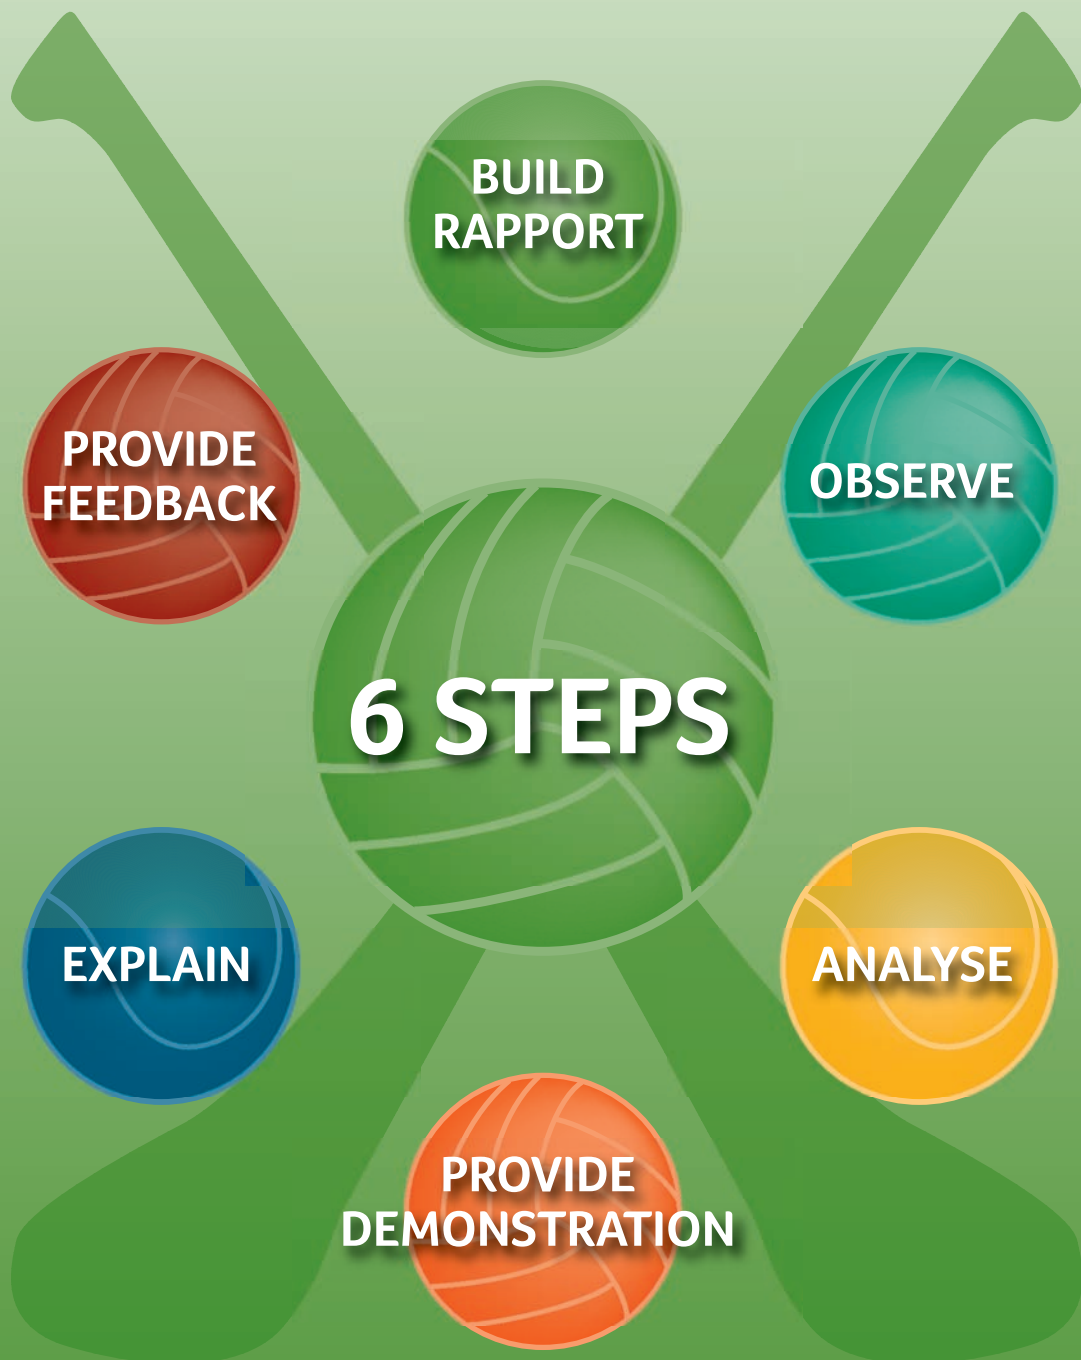 BUILD
RAPPORT
PROVIDE
FEEDBACK
OBSERVE
6 STEPS
EXPLAIN
ANALYSE
PROVIDE
DEMONSTRATION